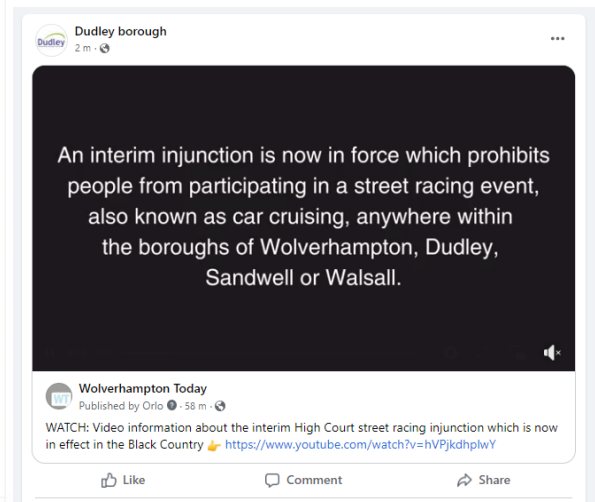 Dudley
Dudley borough
2 m
An interim injunction is now in force which prohibits
people from participating in a street racing event,
also known as car cruising, anywhere within
the boroughs of Wolverhampton, Dudley,
Sandwell or Walsall.
WT
Wolverhampton Today
Published by Orlo · 58 m ·
WATCH: Video information about the interim High Court street racing injunction which is now
in effect in the Black Country 👉 https://www.youtube.com/watch?v=hVPjkdhplwY
Like
Comment
Share